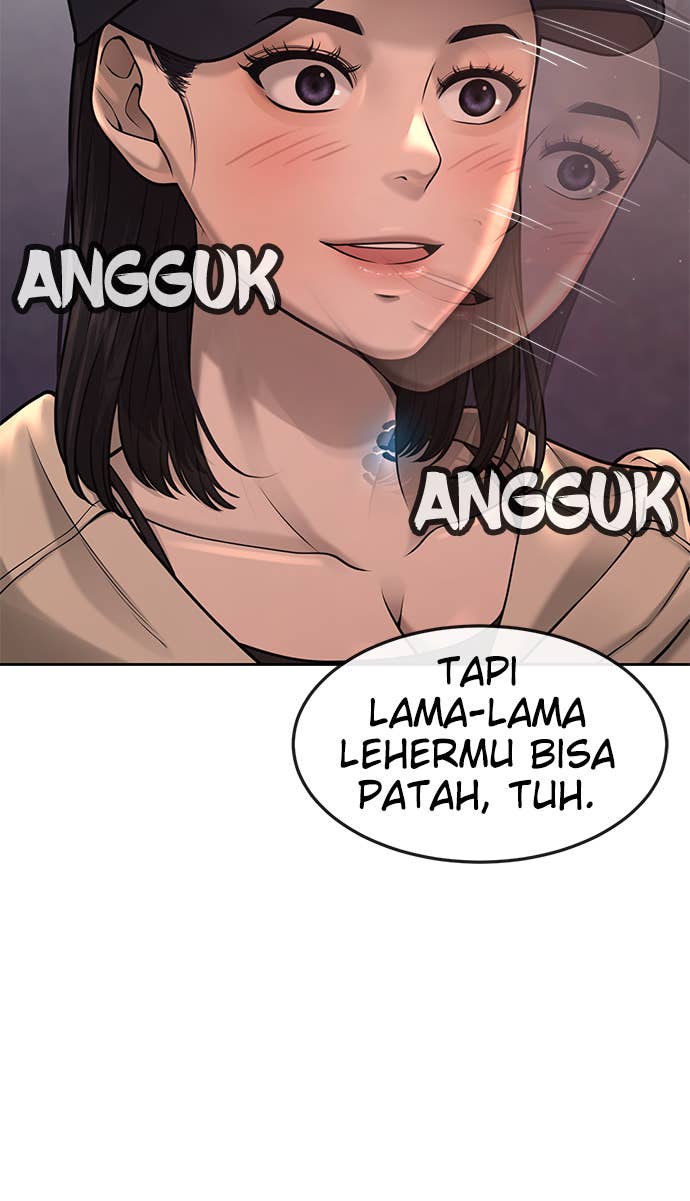 ANGGUK
ANGGUK
TAPI
LAMA-LAMA
LEHERMU BISA
PATAH, TUH.